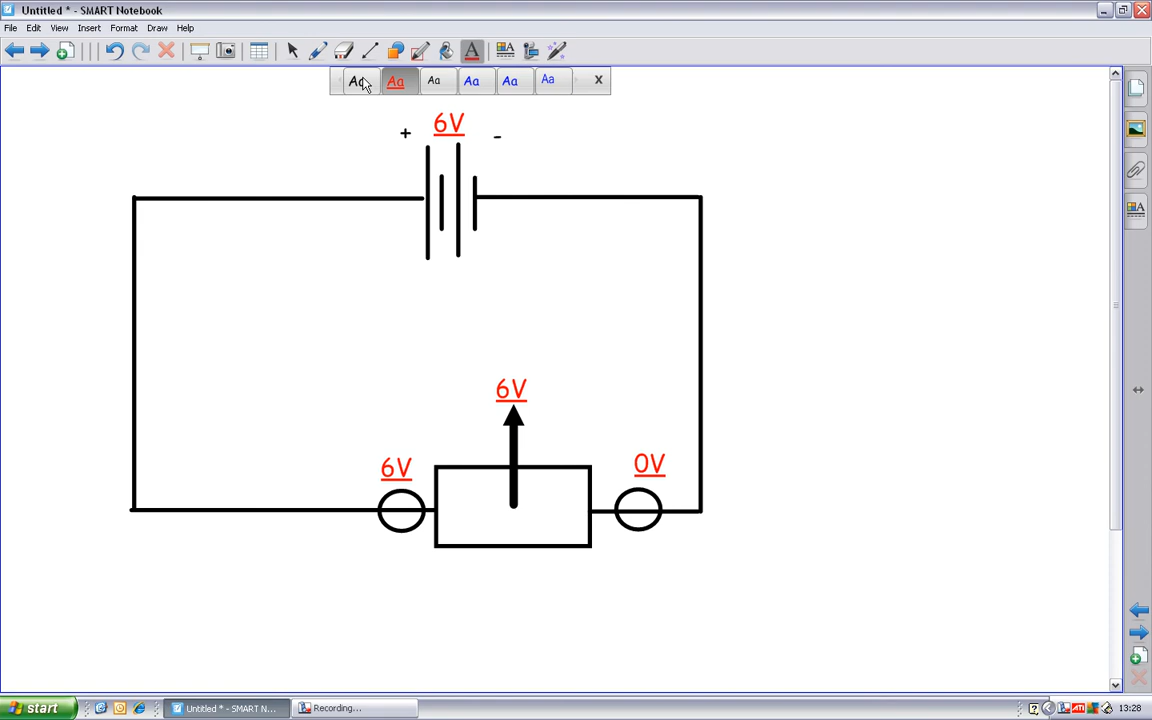 Untitled * - SMART Notebook
File Edit View Insert Format Draw Help
Aa Aa Aa Aa Aa Aa X
+ 6V -
6V
6V 0V
start Untitled * - SMART N... Recording... ATI 13:28